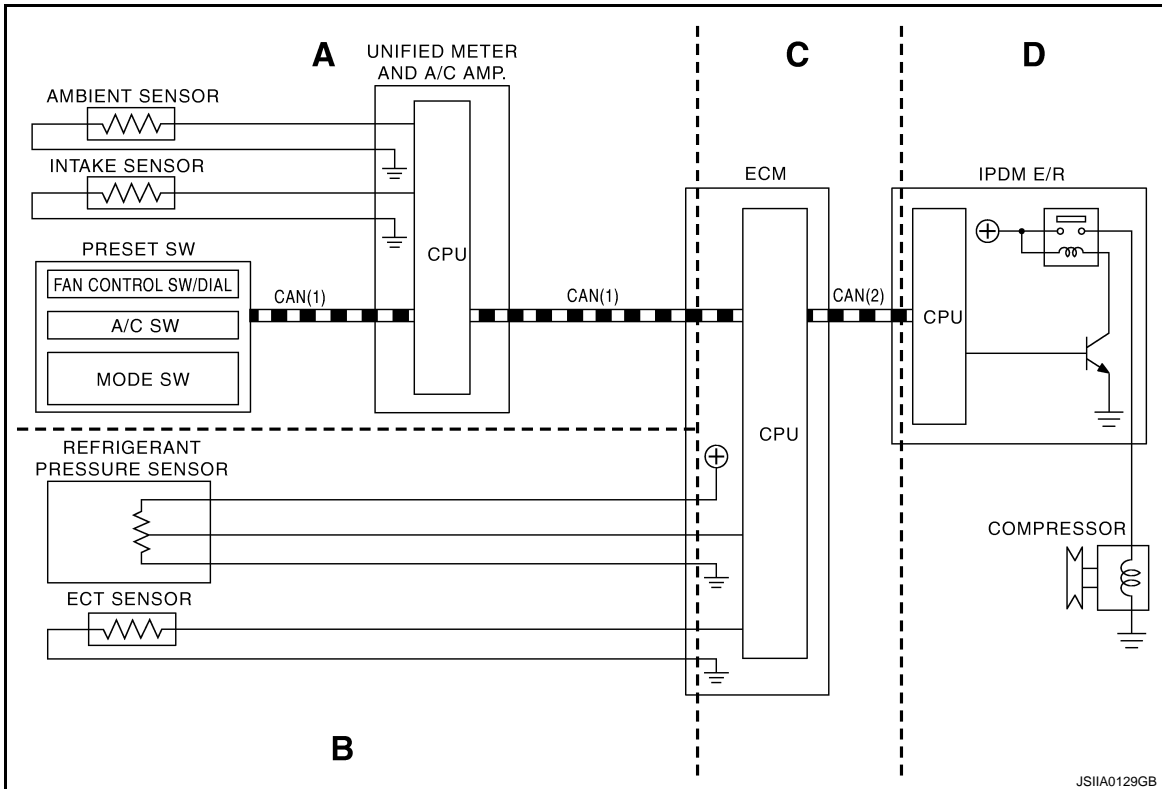 A
UNIFIED METER
AND A/C AMP.
C
D
AMBIENT SENSOR
INTAKE SENSOR
ECM
IPDM E/R
PRESET SW
FAN CONTROL SW/DIAL
A/C SW
MODE SW
CAN(1)
CPU
CAN(1)
CAN(2)
CPU
CPU
REFRIGERANT
PRESSURE SENSOR
COMPRESSOR
ECT SENSOR
B
JSIIA0129GB